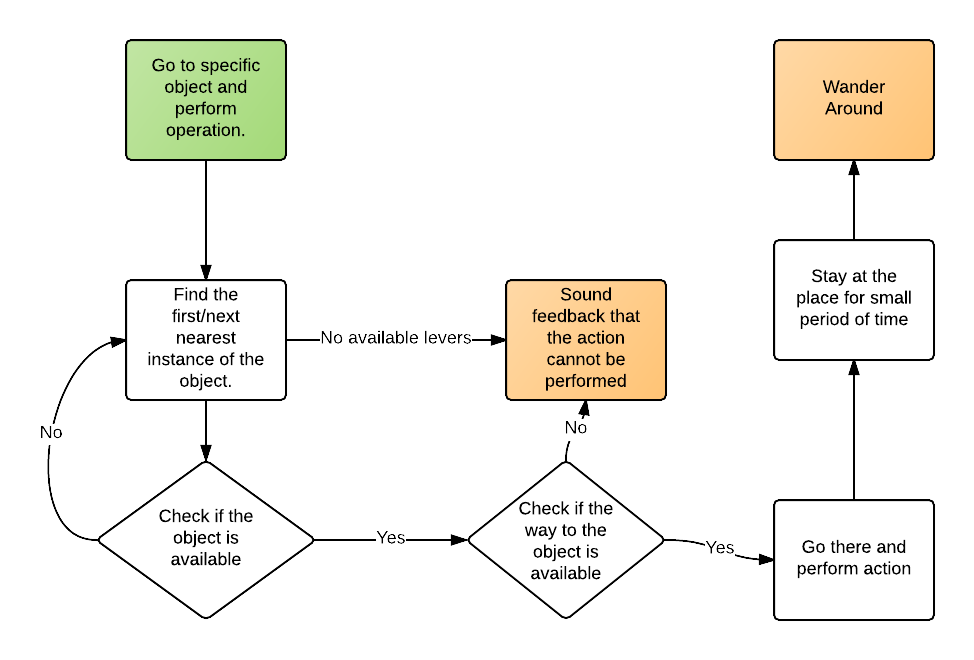 Go to specific
object and
perform
operation.
Wander
Around
Find the
first/next
nearest
instance of the
object.
No available levers
Sound
feedback that
the action
cannot be
performed
Stay at the
place for small
period of time
No
No
Check if the
object is
available
Yes
Check if the
way to the
object is
available
Yes
Go there and
perform action